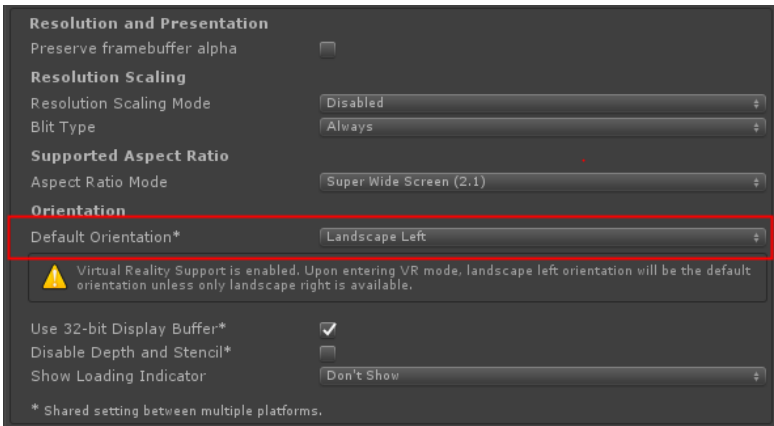 Resolution and Presentation
Preserve framebuffer alpha
Resolution Scaling
Resolution Scaling Mode Disabled
Blit Type Always
Supported Aspect Ratio
Aspect Ratio Mode Super Wide Screen (2.1)
Orientation
Default Orientation* Landscape Left
Virtual Reality Support is enabled. Upon entering VR mode, landscape left orientation will be the default
orientation unless only landscape right is available.
Use 32-bit Display Buffer*
Disable Depth and Stencil*
Show Loading Indicator Don't Show
* Shared setting between multiple platforms.